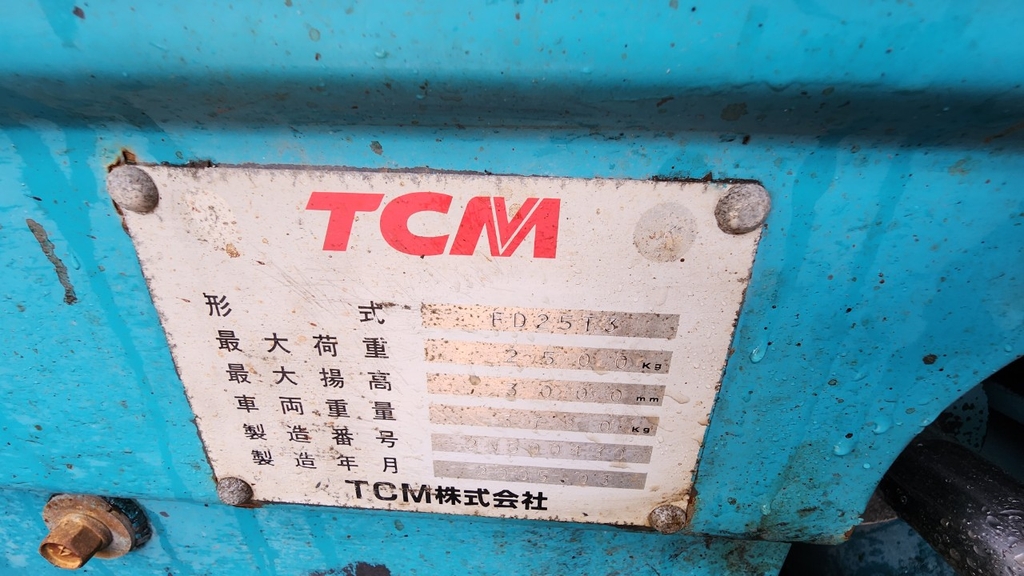 TCM
形式 FD25T3
最大荷重 2500 Kg
最大揚高 3000 mm
車両重量 Kg
製造番号
製造年月
TCM株式会社